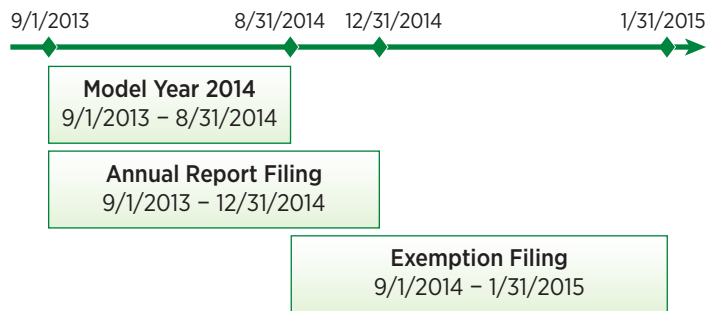 9/1/2013 8/31/2014 12/31/2014 1/31/2015
Model Year 2014
9/1/2013 – 8/31/2014
Annual Report Filing
9/1/2013 – 12/31/2014
Exemption Filing
9/1/2014 – 1/31/2015